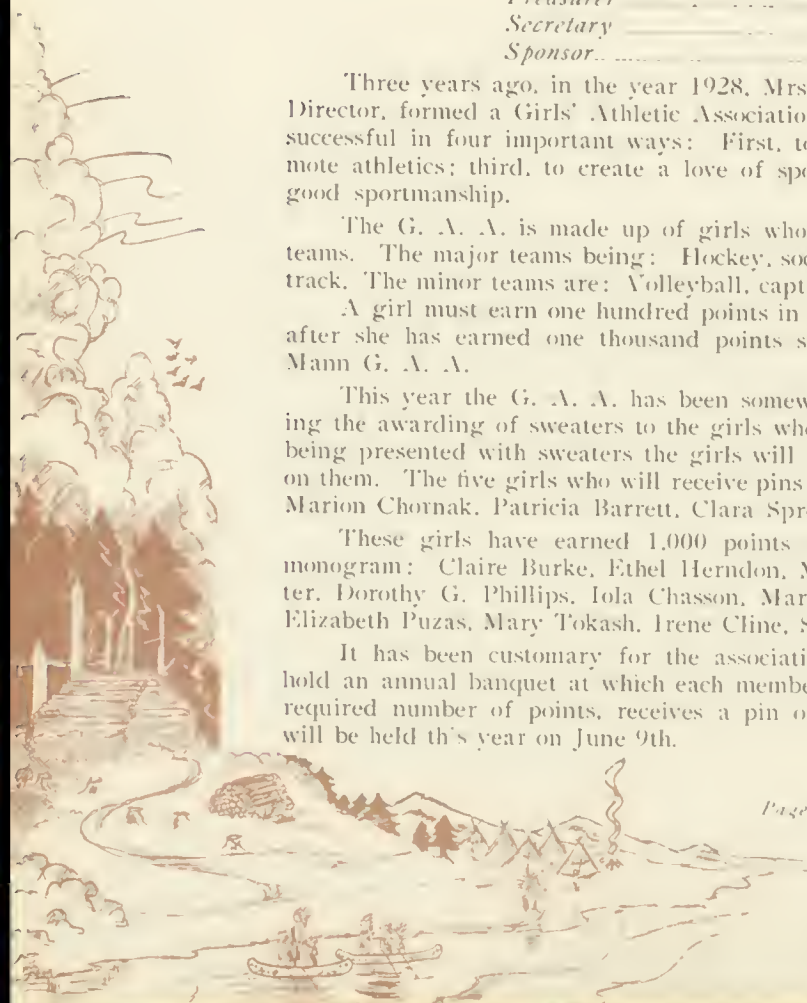 Treasurer
Secretary
Sponsor
Three years ago, in the year 1928, Mrs
Director, formed a Girls' Athletic Associatio
successful in four important ways: First, to
mote athletics; third, to create a love of spo
good sportmanship.
The G. A. A. is made up of girls who
teams. The major teams being: Hockey, soc
track. The minor teams are: Volleyball, capt
A girl must earn one hundred points in
after she has earned one thousand points s
Mann G. A. A.
This year the G. A. A. has been somew
ing the awarding of sweaters to the girls who
being presented with sweaters the girls will
on them. The five girls who will receive pins
Marion Chornak, Patricia Barrett, Clara Spr
These girls have earned 1,000 points
monogram: Claire Burke, Ethel Herndon, M
ter, Dorothy G. Phillips, Iola Chasson, Mar
Elizabeth Puzas, Mary Tokash, Irene Cline, S
It has been customary for the associati
hold an annual banquet at which each membe
required number of points, receives a pin o
will be held th's year on June 9th.
Page